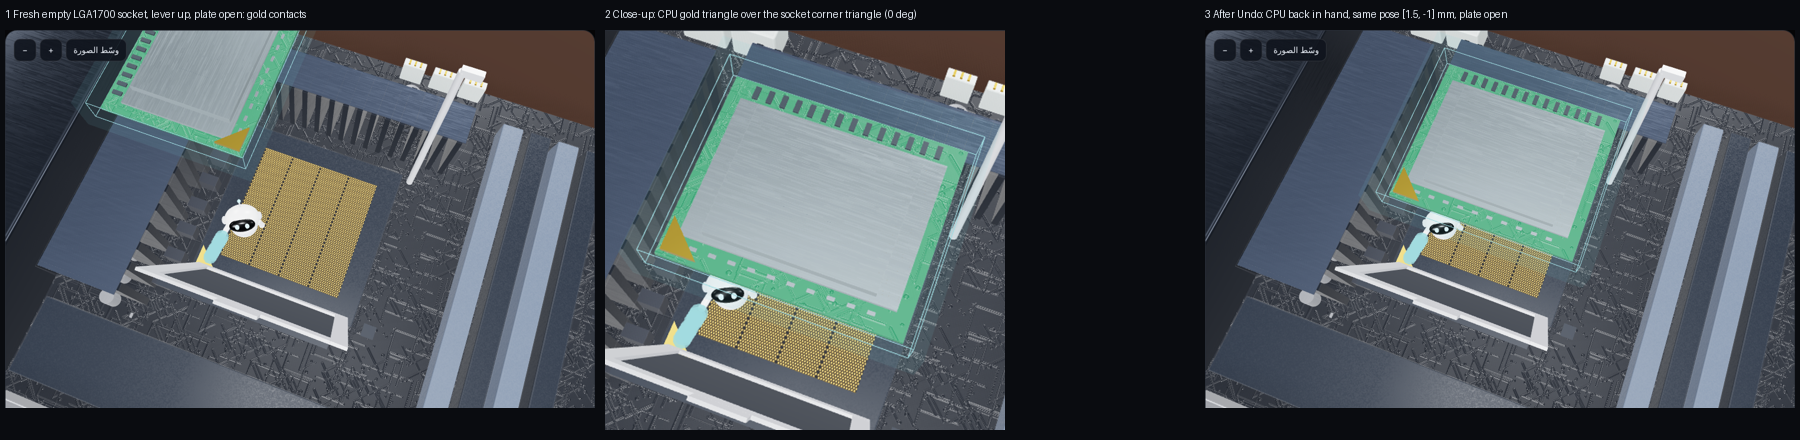 1 Fresh empty LGA1700 socket, lever up, plate open: gold contacts
− + وسّط الصورة
2 Close-up: CPU gold triangle over the socket corner triangle (0 deg)
3 After Undo: CPU back in hand, same pose [1.5, -1] mm, plate open
− + وسّط الصورة